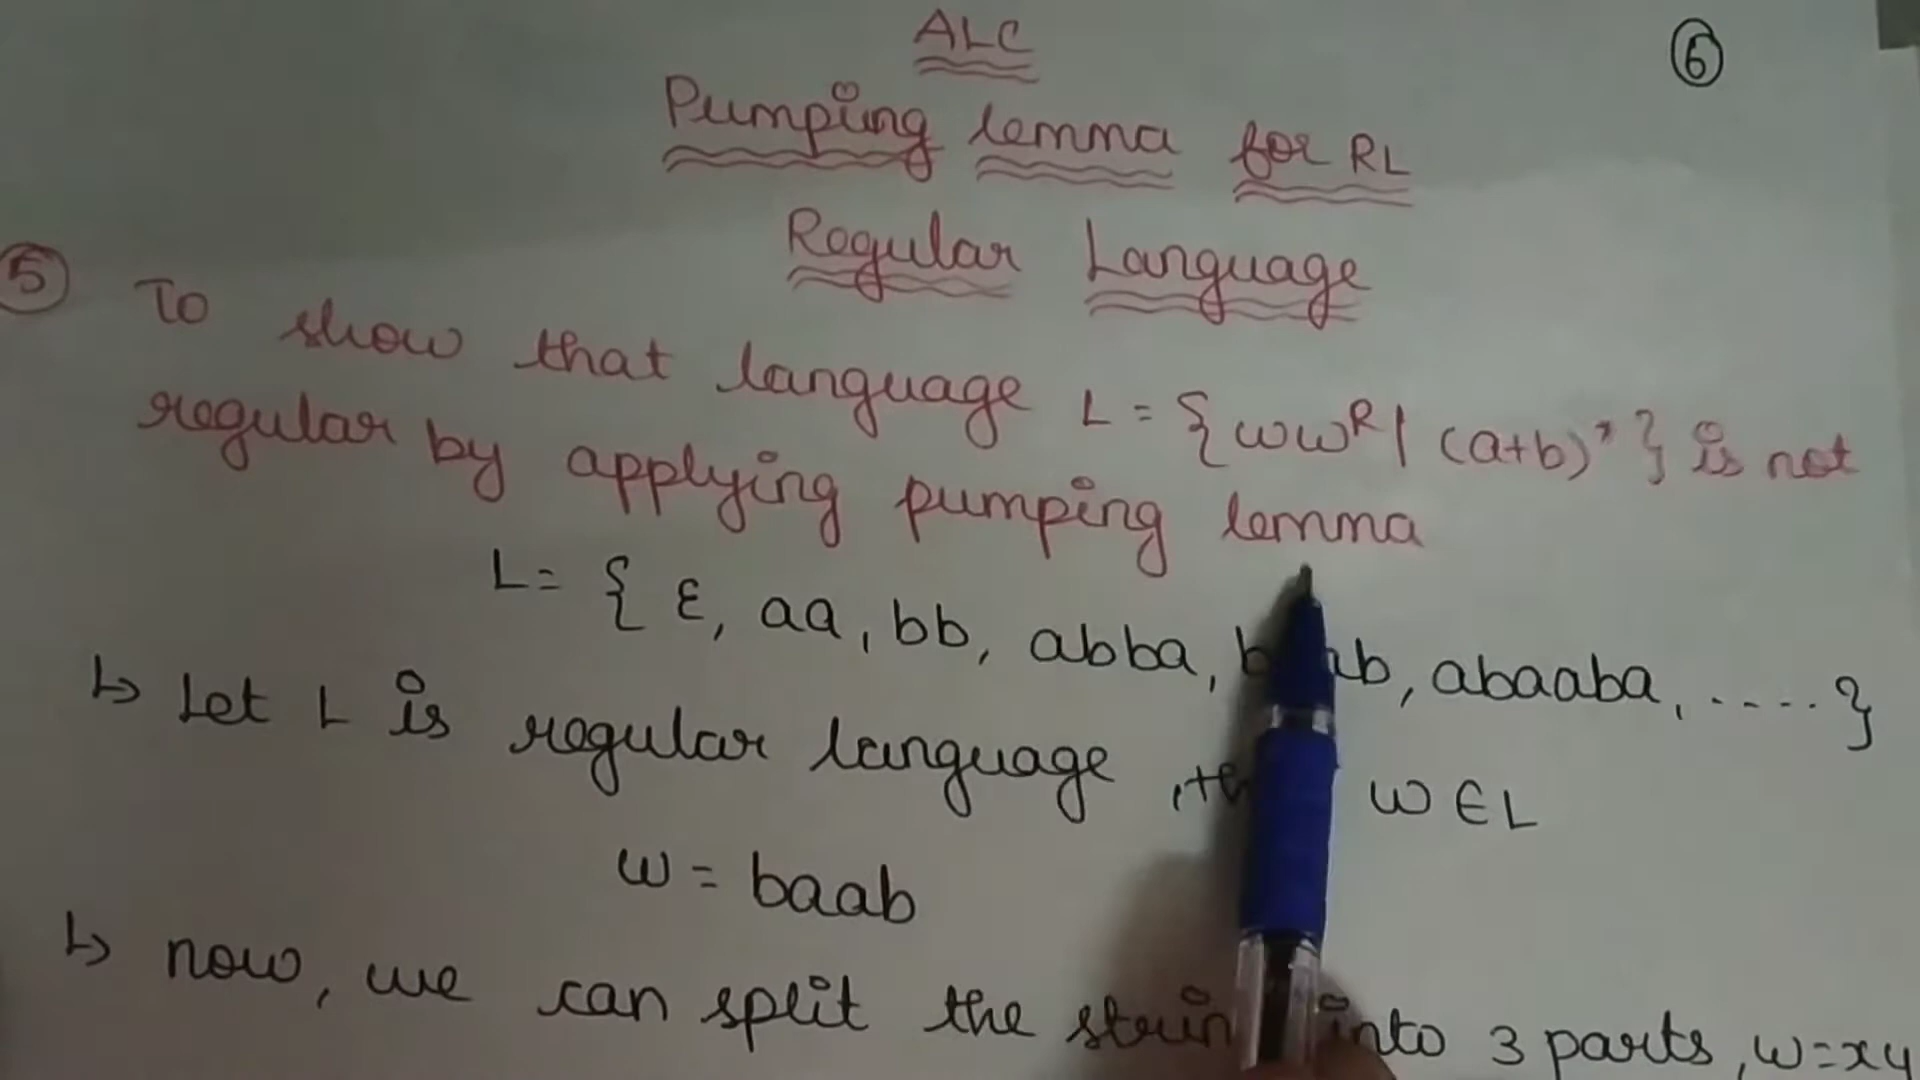 ALC
6
Pumping lemma for RL
Regular Language
5 To show that language L = {ωω^R | (a+b)*} is not
regular by applying pumping lemma
L = { ε, aa, bb, abba, ab, abaaba, ..... }
↳ Let L is regular language, ω ∈ L
ω = baab
↳ now, we can split the into 3 parts, ω=xy